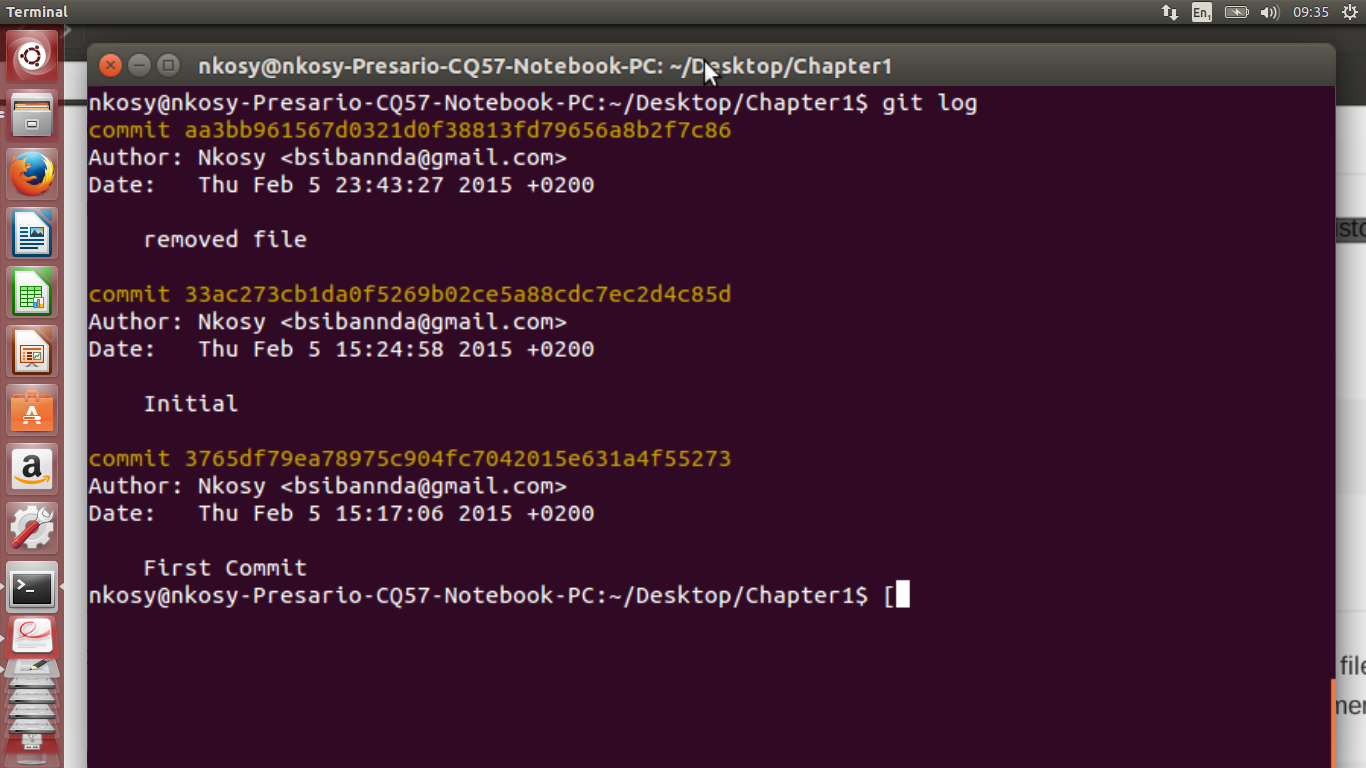 Terminal
En1
09:35
nkosy@nkosy-Presario-CQ57-Notebook-PC: ~/Desktop/Chapter1
nkosy@nkosy-Presario-CQ57-Notebook-PC:~/Desktop/Chapter1$ git log
commit aa3bb961567d0321d0f38813fd79656a8b2f7c86
Author: Nkosy <bsibannda@gmail.com>
Date:   Thu Feb 5 23:43:27 2015 +0200
removed file
commit 33ac273cb1da0f5269b02ce5a88cdc7ec2d4c85d
Author: Nkosy <bsibannda@gmail.com>
Date:   Thu Feb 5 15:24:58 2015 +0200
Initial
commit 3765df79ea78975c904fc7042015e631a4f55273
Author: Nkosy <bsibannda@gmail.com>
Date:   Thu Feb 5 15:17:06 2015 +0200
First Commit
nkosy@nkosy-Presario-CQ57-Notebook-PC:~/Desktop/Chapter1$ [